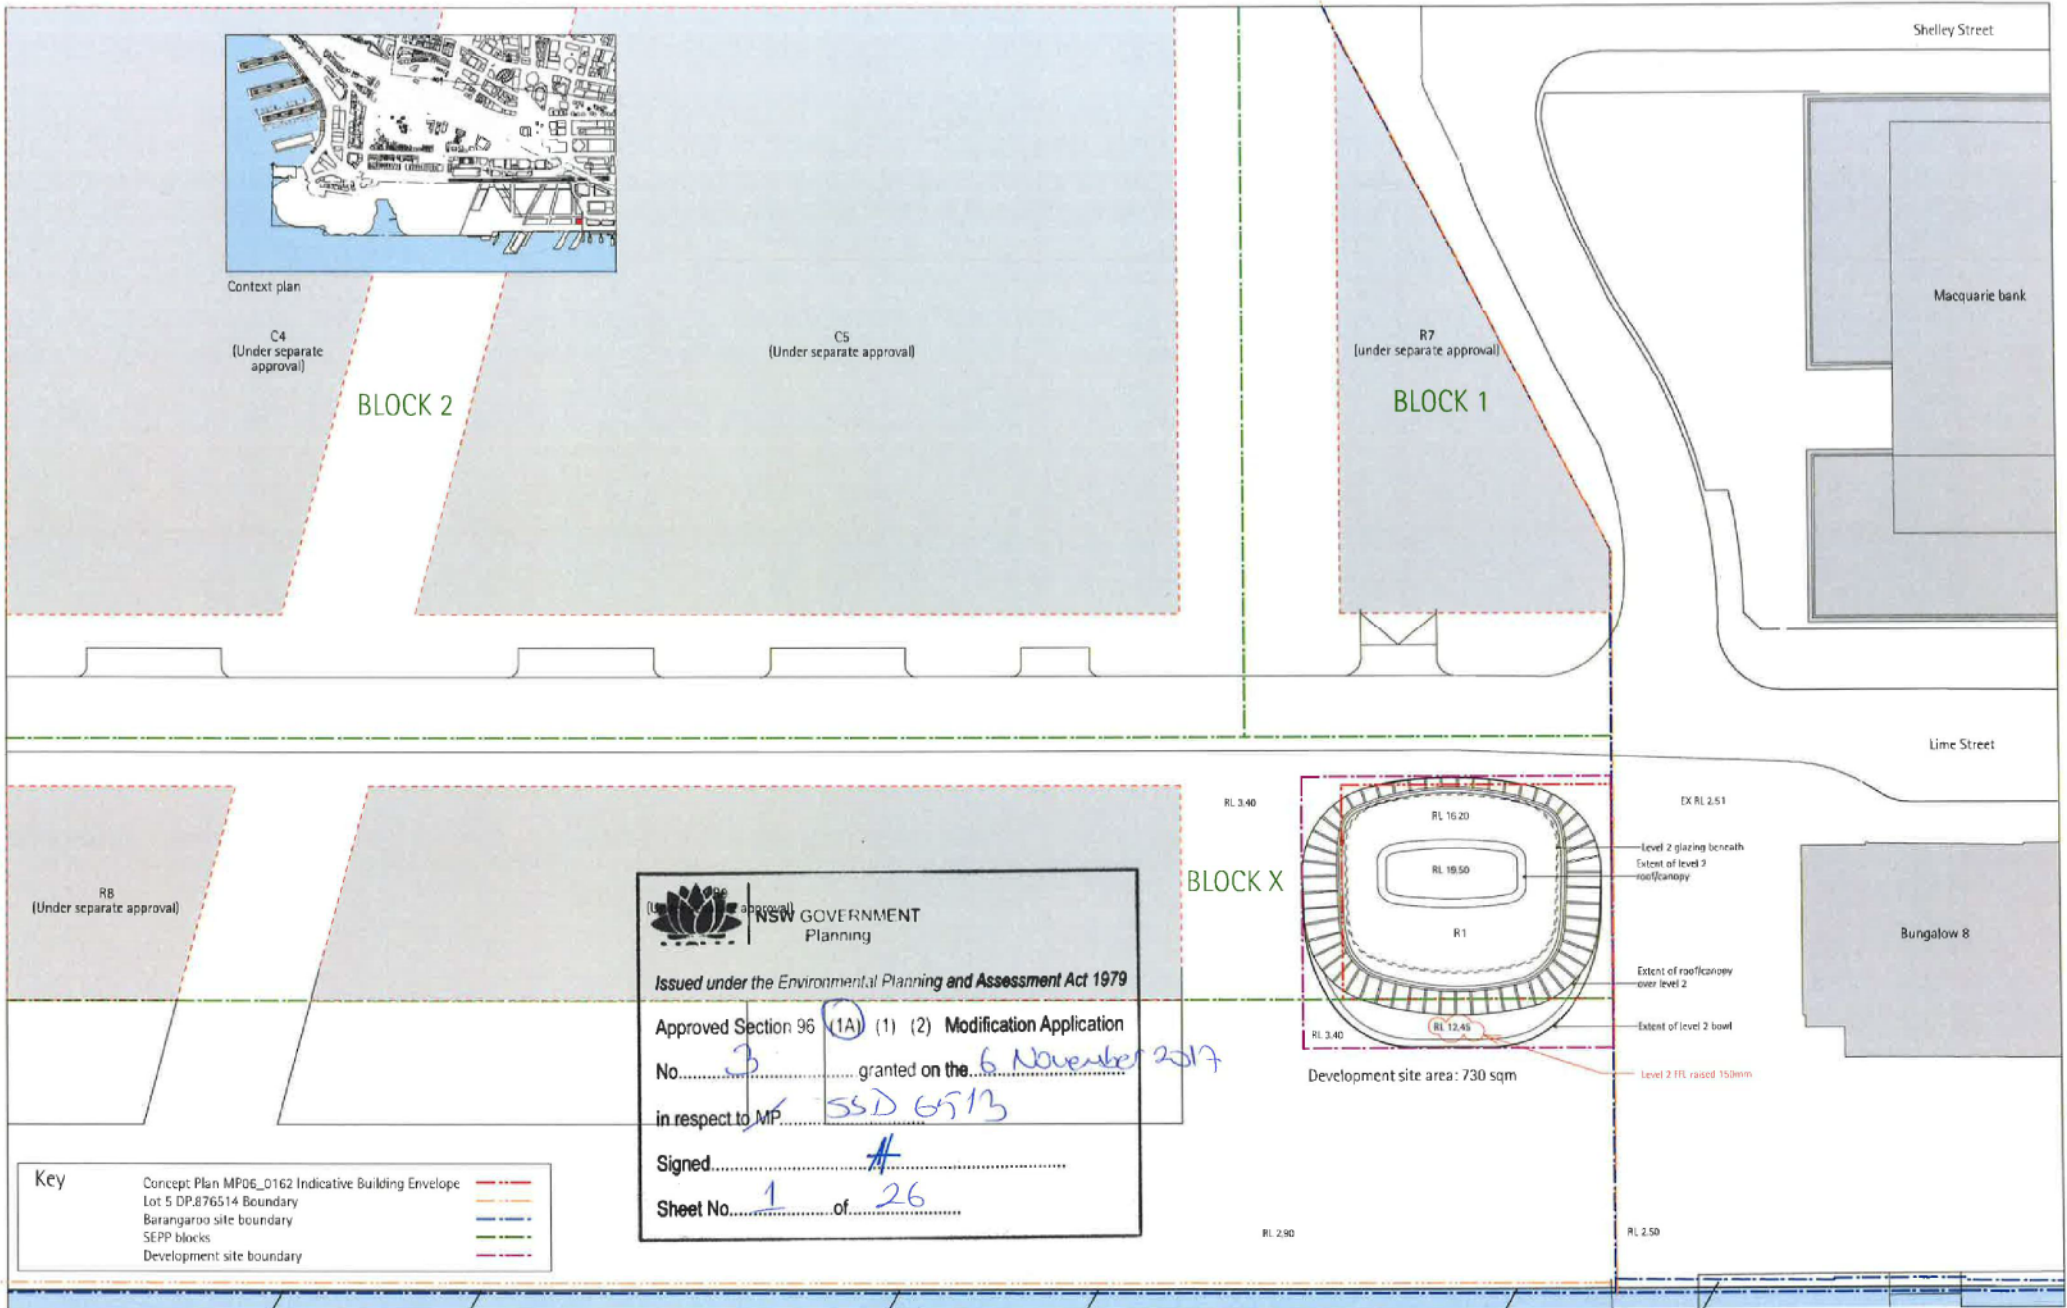 Shelley Street
Context plan
C4
(Under separate
approval)
C5
(Under separate approval)
R7
(under separate approval)
Macquarie bank
BLOCK 2
BLOCK 1
Lime Street
RL 3.40
RL 16.20
EX RL 2.51
Level 2 glazing beneath
Extent of level 2
roof/canopy
RL 19.50
BLOCK X
R8
(Under separate approval)
approval)
R1
Bungalow 8
Extent of roof/canopy
over level 2
RL 12.45
Extent of level 2 bowl
RL 3.40
Level 2 FFL raised 150mm
Development site area: 730 sqm
NSW GOVERNMENT
Planning
Issued under the Environmental Planning and Assessment Act 1979
Approved Section 96 (1A) (1) (2) Modification Application
No. 3 granted on the 6 November 2017
in respect to MP SSD 6513
Signed
Sheet No. 1 of 26
Key
Concept Plan MP06_0162 Indicative Building Envelope
Lot 5 DP.876514 Boundary
Barangaroo site boundary
SEPP blocks
Development site boundary
RL 2.90
RL 2.50